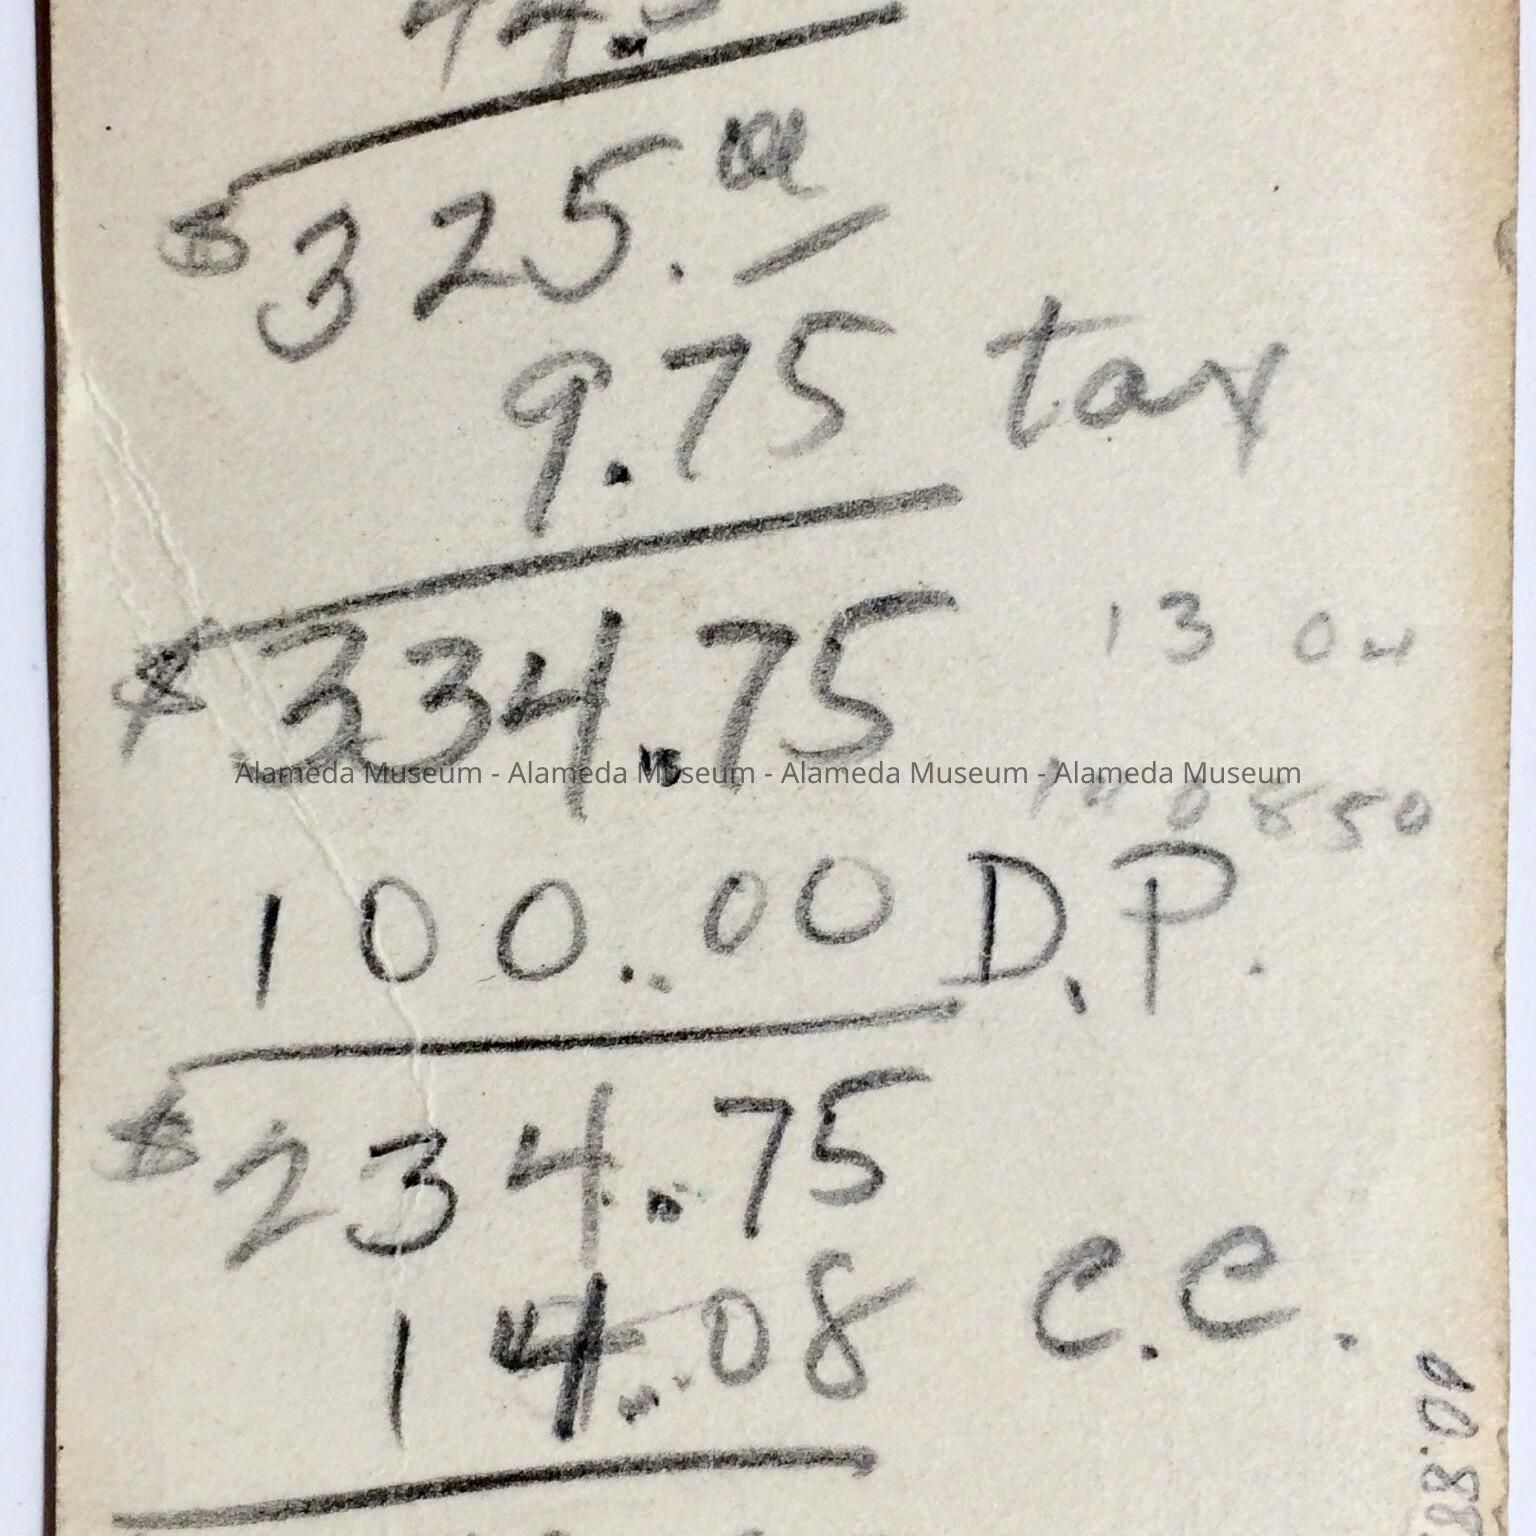 $325.00
9.75 tax
$334.75
13 04
Alameda Museum - Alameda Museum - Alameda Museum - Alameda Museum
100.00 D.P.
$234.75
14.08 C.C.